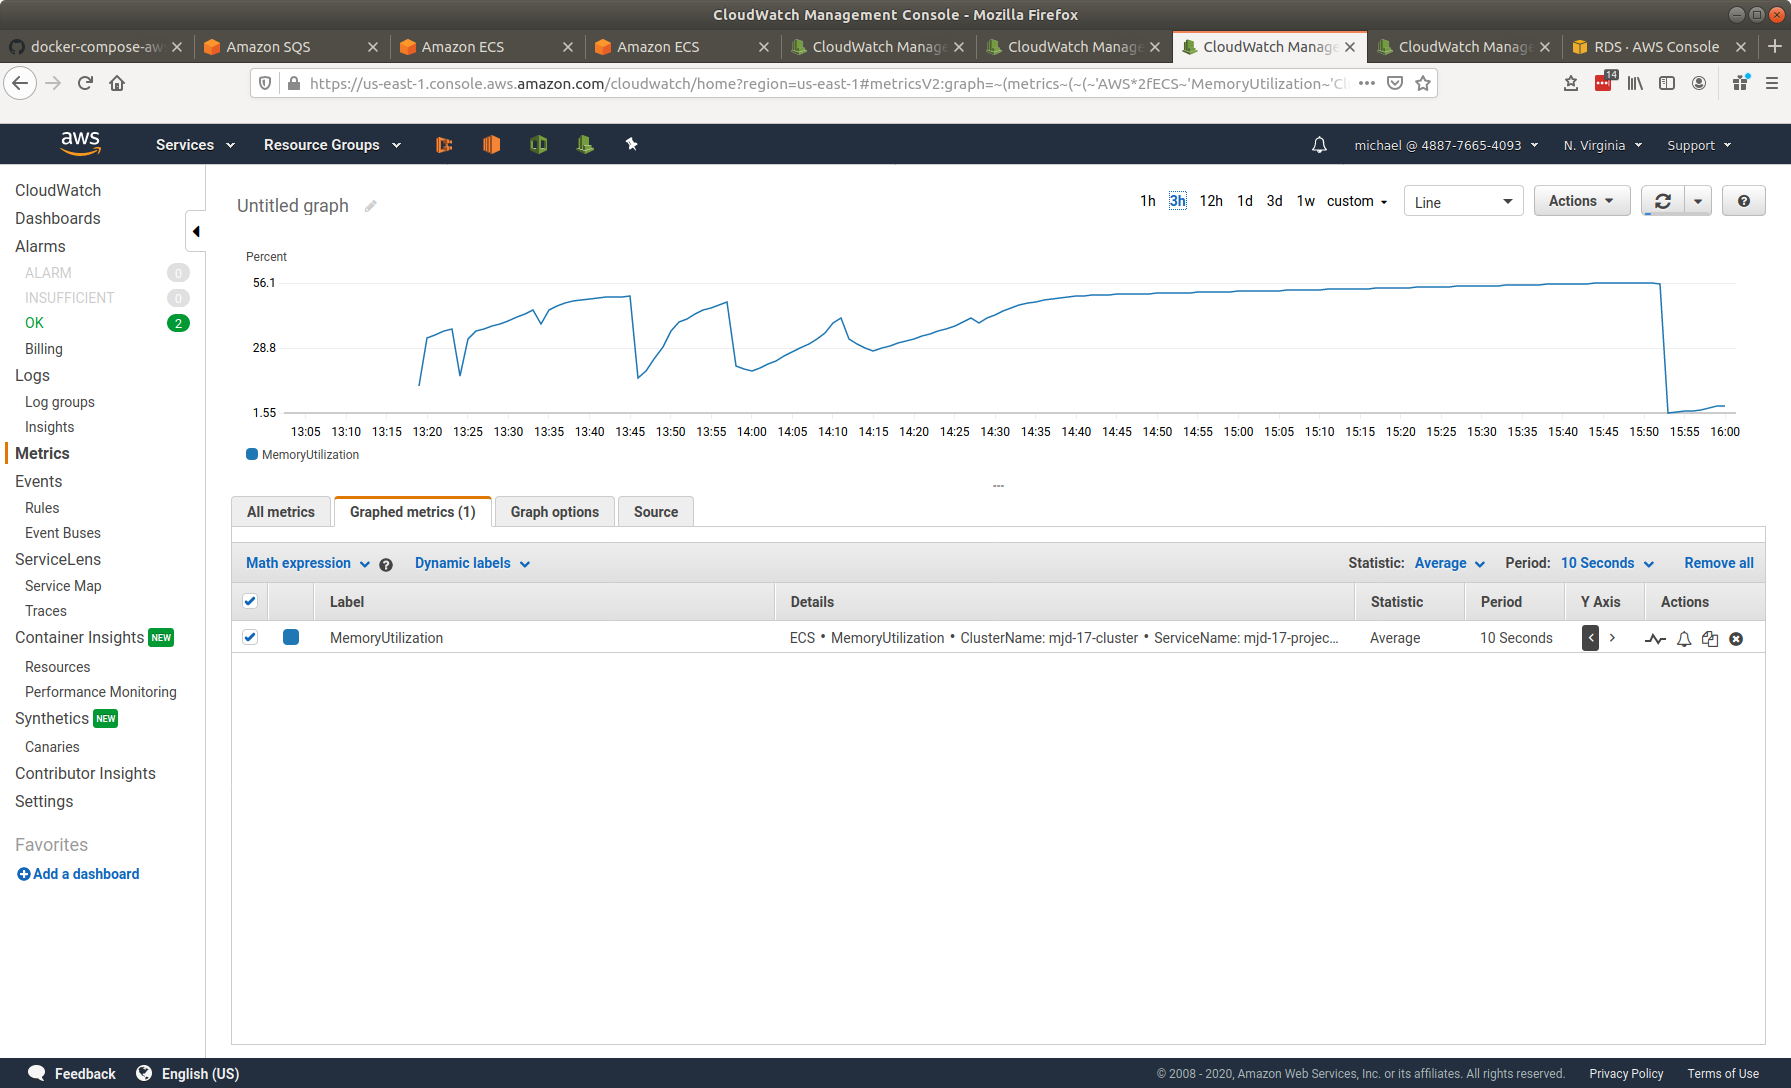 CloudWatch Management Console - Mozilla Firefox
docker-compose-aw
Amazon SQS
Amazon ECS
Amazon ECS
CloudWatch Manage
CloudWatch Manage
CloudWatch Manage
CloudWatch Manage
RDS · AWS Console
https://us-east-1.console.aws.amazon.com/cloudwatch/home?region=us-east-1#metricsV2:graph=~(metrics~(~(~'AWS*2fECS~'MemoryUtilization~'Cl
14
aws
Services
Resource Groups
michael @ 4887-7665-4093
N. Virginia
Support
CloudWatch
Dashboards
Alarms
ALARM 0
INSUFFICIENT 0
OK 2
Billing
Logs
Log groups
Insights
Metrics
Events
Rules
Event Buses
ServiceLens
Service Map
Traces
Container Insights NEW
Resources
Performance Monitoring
Synthetics NEW
Canaries
Contributor Insights
Settings
Favorites
Add a dashboard
Untitled graph
1h 3h 12h 1d 3d 1w custom
Line
Actions
?
Percent
56.1
28.8
1.55
13:05 13:10 13:15 13:20 13:25 13:30 13:35 13:40 13:45 13:50 13:55 14:00 14:05 14:10 14:15 14:20 14:25 14:30 14:35 14:40 14:45 14:50 14:55 15:00 15:05 15:10 15:15 15:20 15:25 15:30 15:35 15:40 15:45 15:50 15:55 16:00
MemoryUtilization
All metrics
Graphed metrics (1)
Graph options
Source
Math expression ? Dynamic labels Statistic: Average Period: 10 Seconds Remove all
Label Details Statistic Period Y Axis Actions
MemoryUtilization ECS • MemoryUtilization • ClusterName: mjd-17-cluster • ServiceName: mjd-17-projec... Average 10 Seconds < >
Feedback
English (US)
© 2008 - 2020, Amazon Web Services, Inc. or its affiliates. All rights reserved.
Privacy Policy
Terms of Use